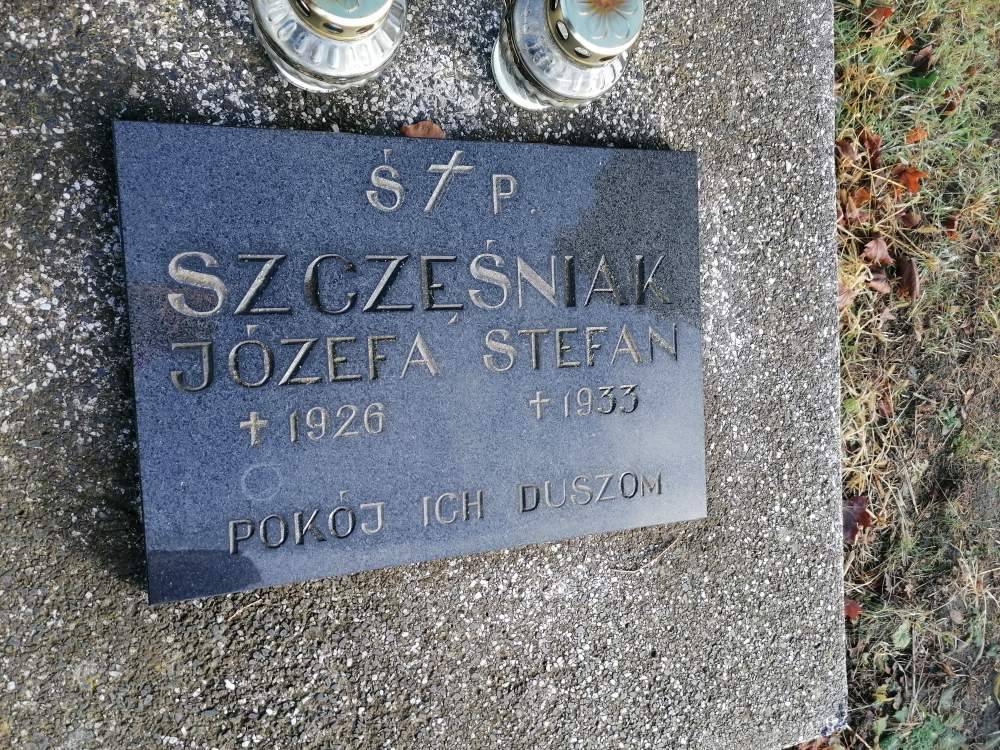 Ś † P.
SZCZĘŚNIAK
JÓZEFA STEFAN
✝1926 ✝1933
POKÓJ ICH DUSZOM